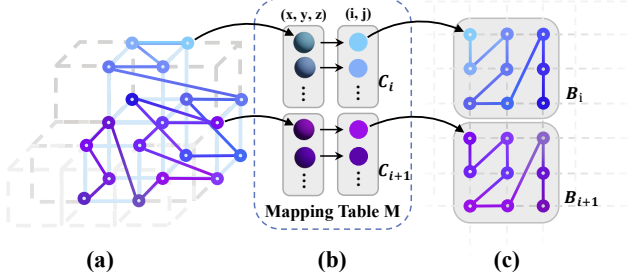 (x, y, z) (i, j)
C_i
B_i
C_{i+1}
B_{i+1}
Mapping Table M
(a) (b) (c)